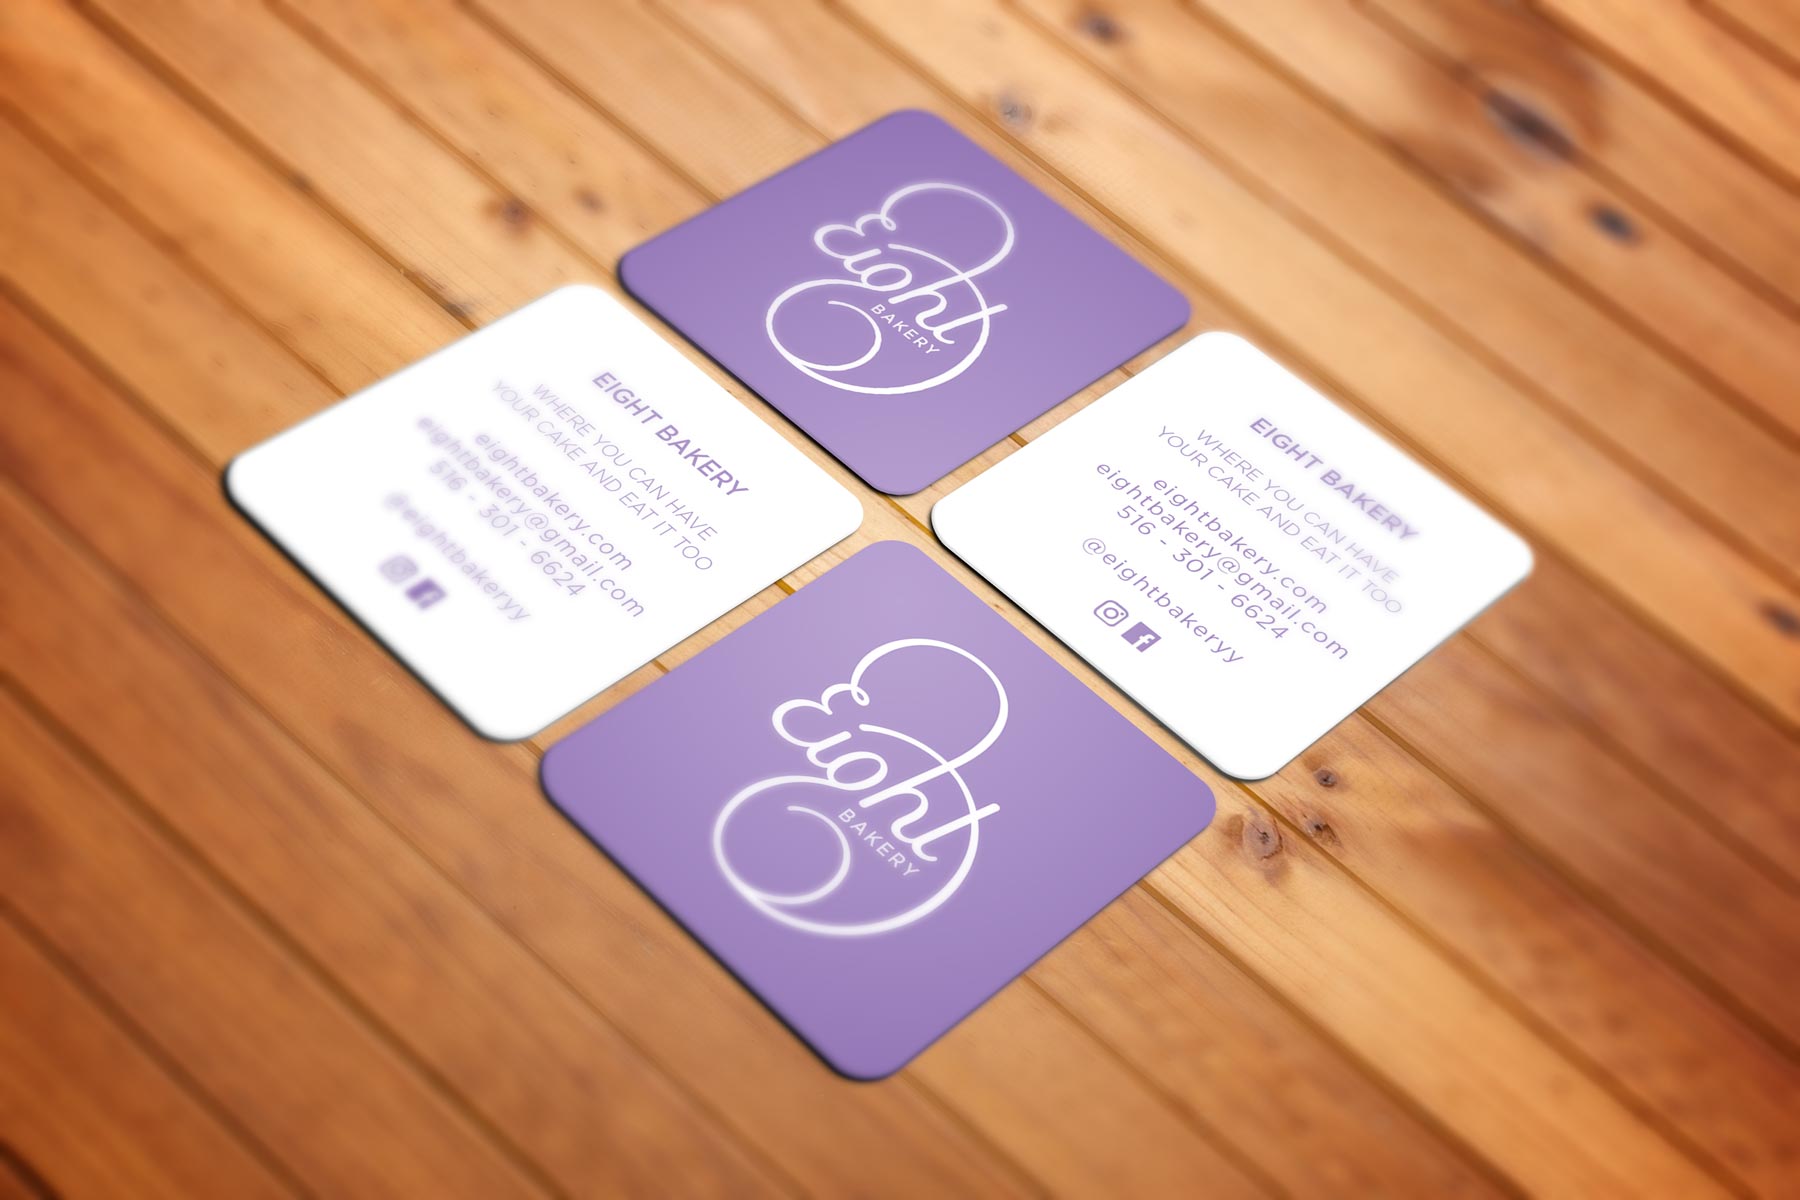 Eight
BAKERY
EIGHT BAKERY
WHERE YOU CAN HAVE
YOUR CAKE AND EAT IT TOO
eightbakery.com
eightbakery@gmail.com
516 - 301 - 6624
@eightbakeryy
EIGHT BAKERY
WHERE YOU CAN HAVE
YOUR CAKE AND EAT IT TOO
eightbakery.com
eightbakery@gmail.com
516 - 301 - 6624
@eightbakeryy
Eight
BAKERY